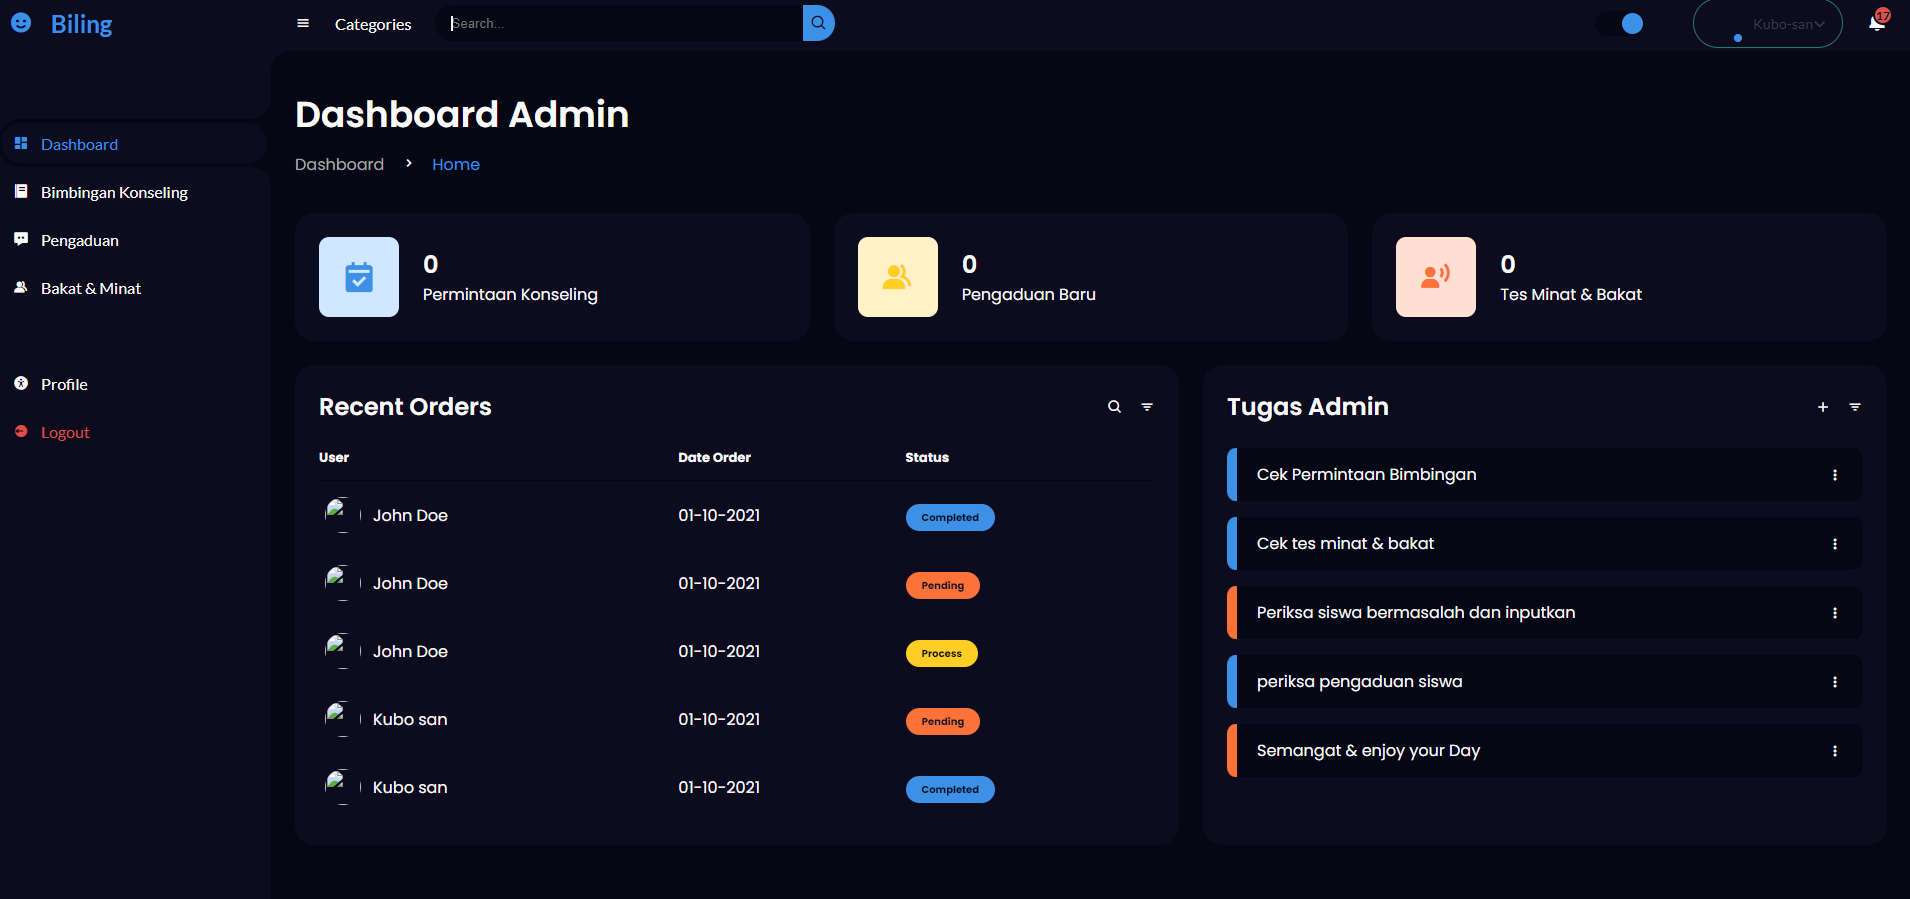 Biling
Categories
Search...
Kubo-san
17
Dashboard
Bimbingan Konseling
Pengaduan
Bakat & Minat
Profile
Logout
Dashboard Admin
Dashboard > Home
0
Permintaan Konseling
0
Pengaduan Baru
0
Tes Minat & Bakat
Recent Orders
User Date Order Status
John Doe 01-10-2021 Completed
John Doe 01-10-2021 Pending
John Doe 01-10-2021 Process
Kubo san 01-10-2021 Pending
Kubo san 01-10-2021 Completed
Tugas Admin
Cek Permintaan Bimbingan
Cek tes minat & bakat
Periksa siswa bermasalah dan inputkan
periksa pengaduan siswa
Semangat & enjoy your Day